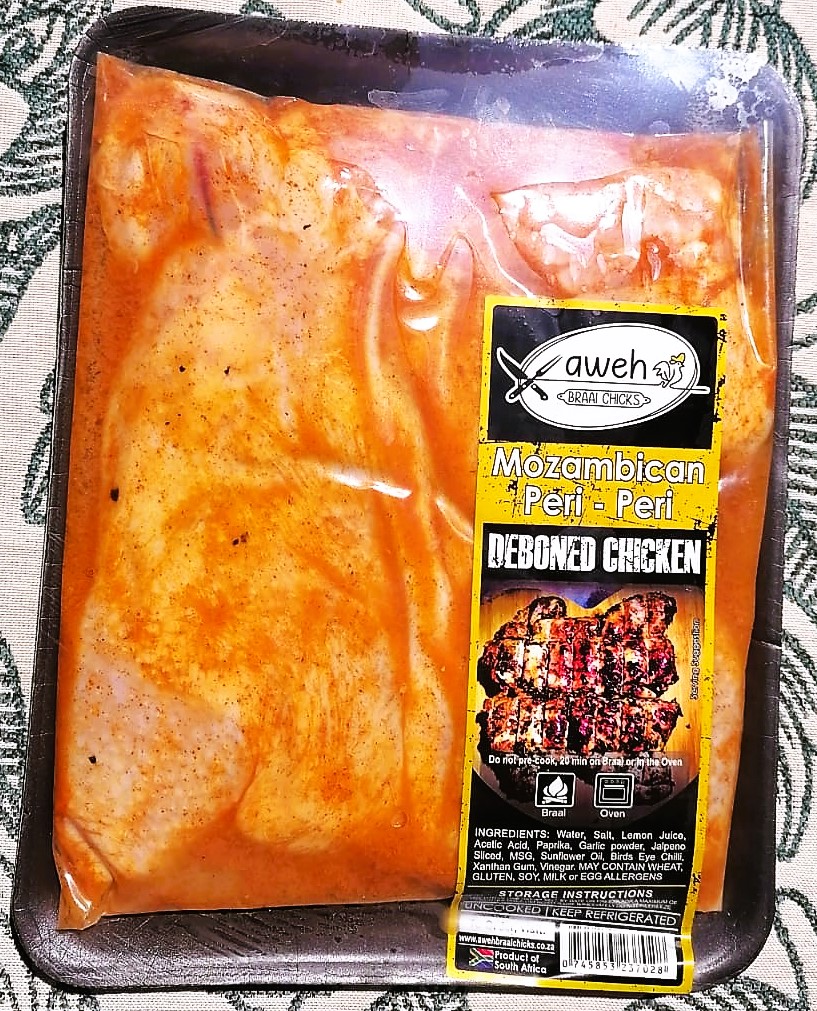 aweh
BRAAI CHICKS
Mozambican
Peri - Peri
DEBONED CHICKEN
Serving Suggestion
Do not pre-cook, 20 min on Braai or in the Oven
Braai
Oven
INGREDIENTS: Water, Salt, Lemon Juice,
Acetic Acid, Paprika, Garlic powder, Jalpeno
Sliced, MSG, Sunflower Oil, Birds Eye Chilli,
Xanthan Gum, Vinegar. MAY CONTAIN WHEAT,
GLUTEN, SOY, MILK or EGG ALLERGENS
STORAGE INSTRUCTIONS
UNCOOKED | KEEP REFRIGERATED
www.awehbraaichicks.co.za
Product of
South Africa
0 745853 237028